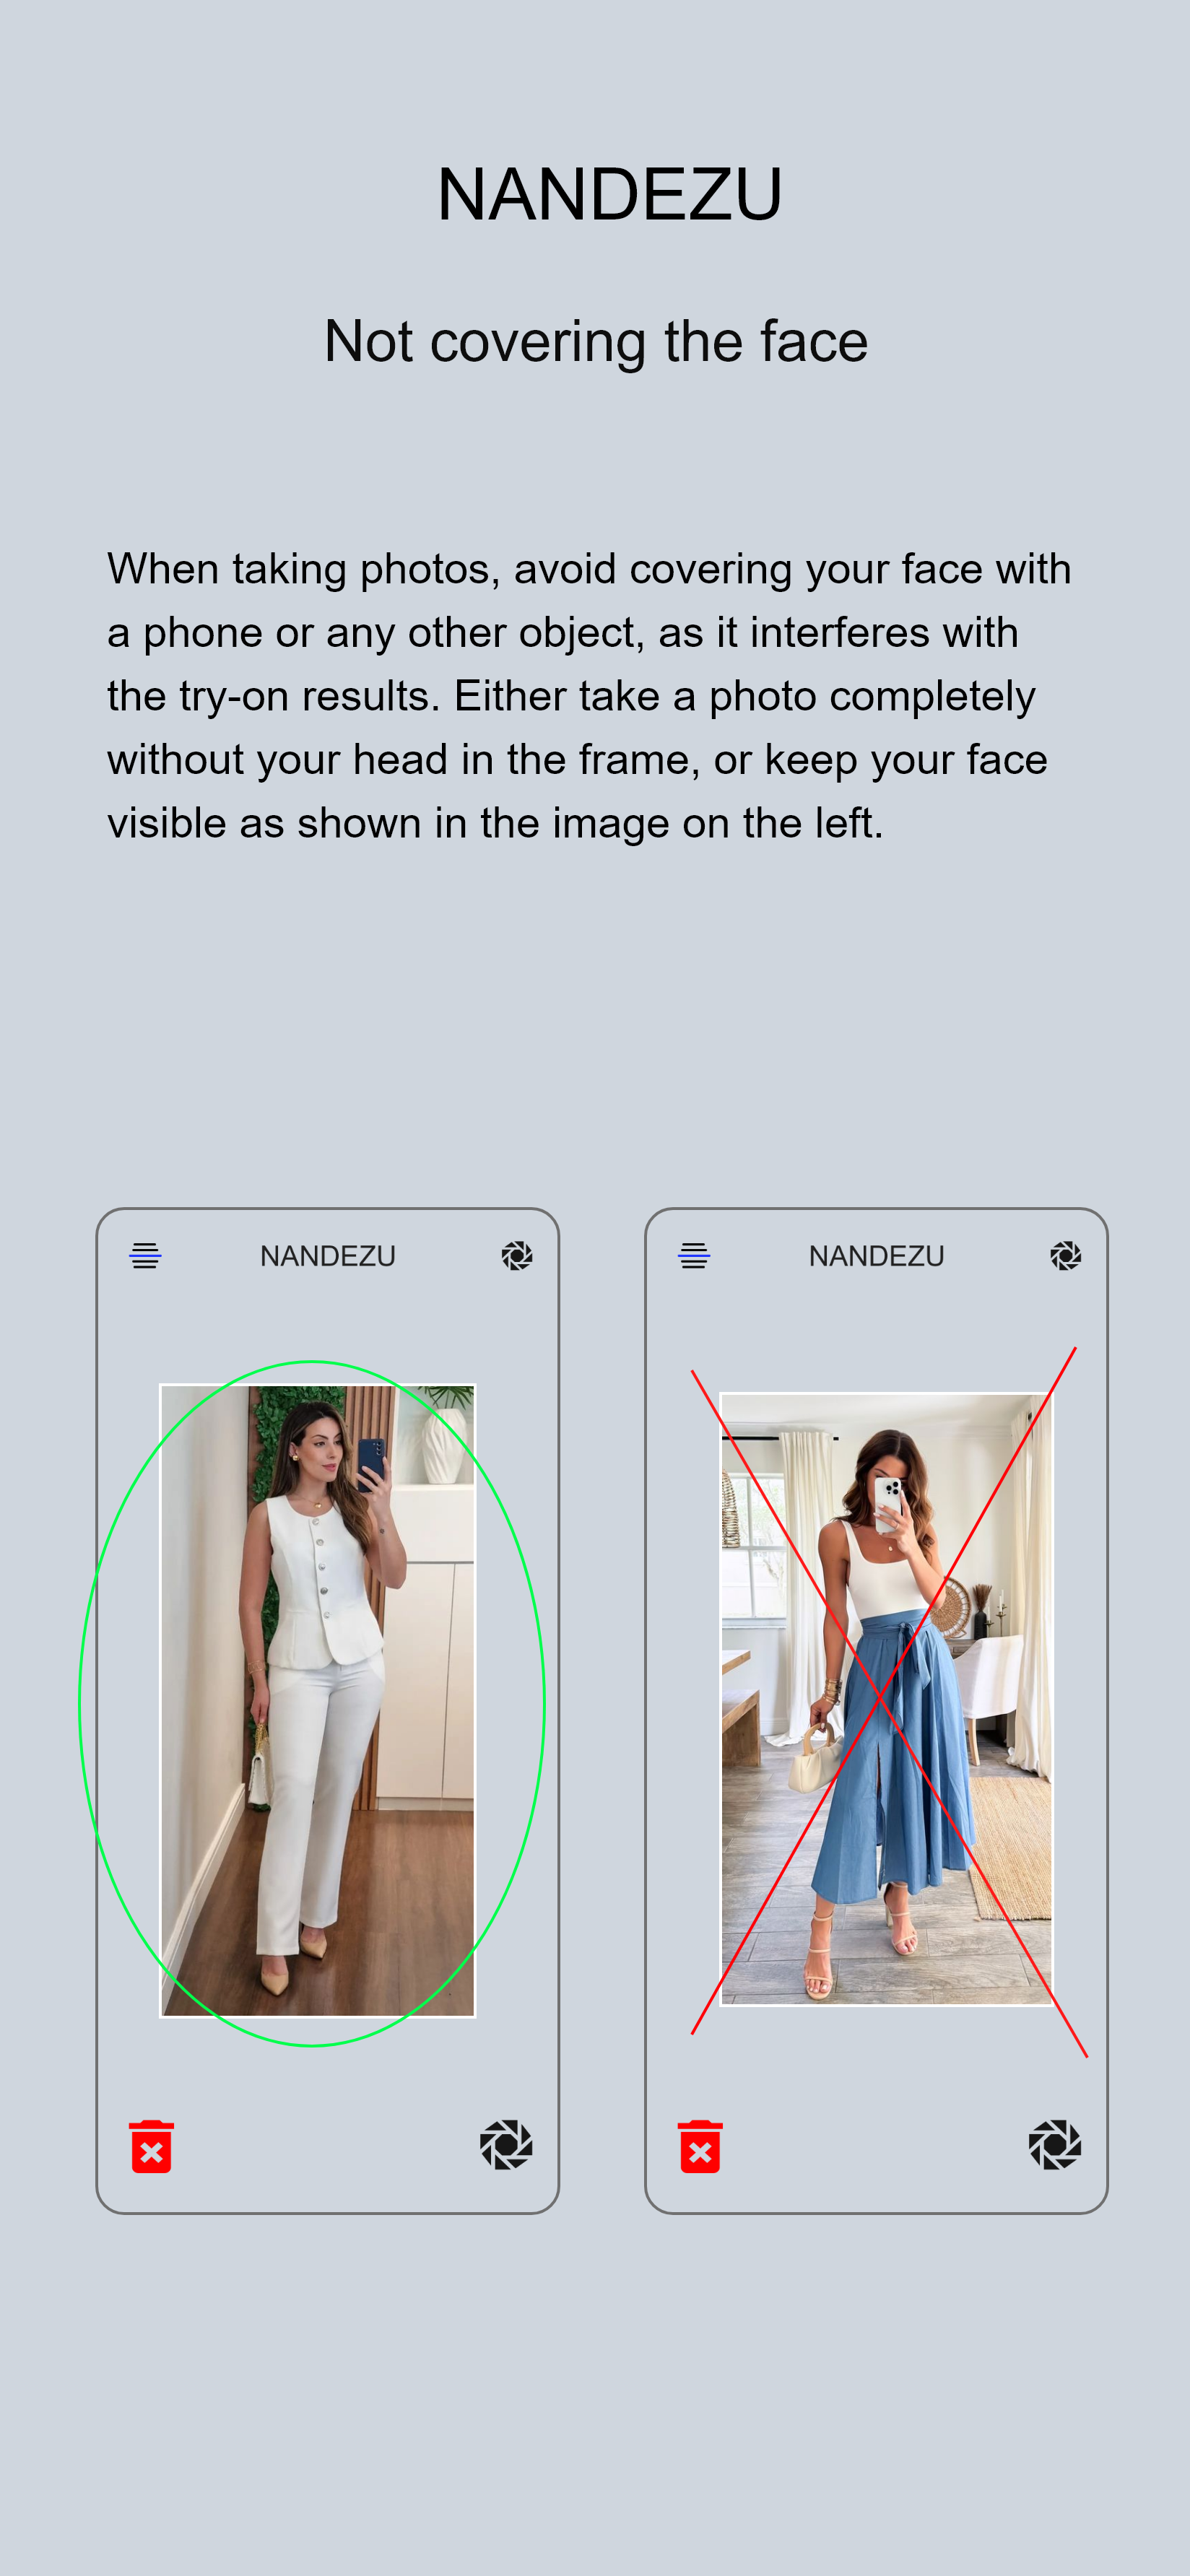 NANDEZU
Not covering the face
When taking photos, avoid covering your face with
a phone or any other object, as it interferes with
the try-on results. Either take a photo completely
without your head in the frame, or keep your face
visible as shown in the image on the left.
NANDEZU
NANDEZU